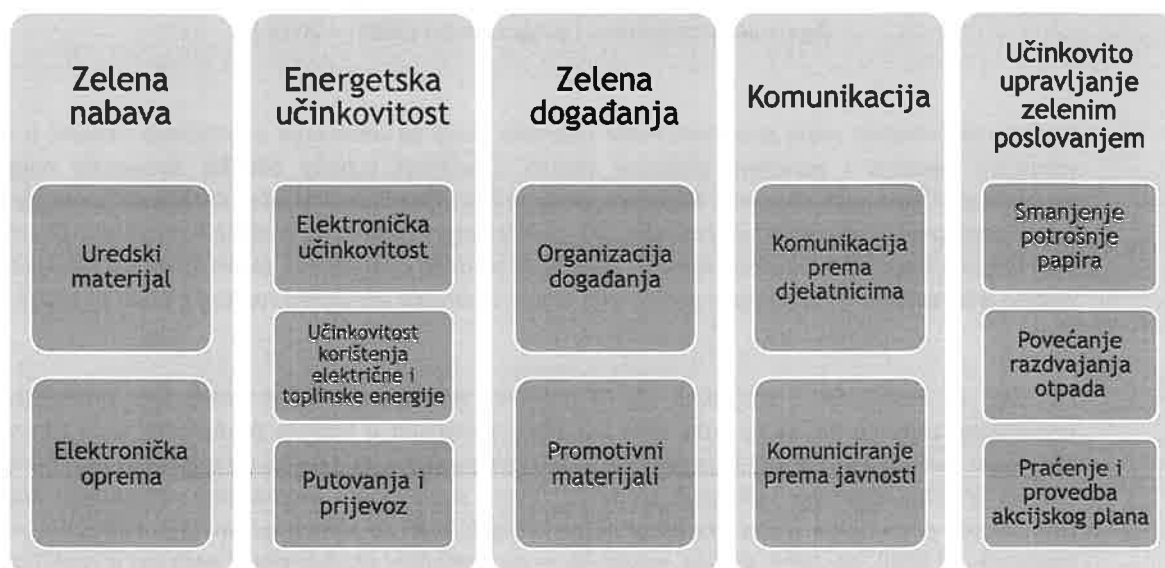 Zelena
nabava
Uredski
materijal
Elektronička
oprema
Energetska
učinkovitost
Elektronička
učinkovitost
Učinkovitost
korištenja
električne i
toplinske energije
Putovanja i
prijevoz
Zelena
događanja
Organizacija
događanja
Promotivni
materijali
Komunikacija
Komunikacija
prema
djelatnicima
Komuniciranje
prema javnosti
Učinkovito
upravljanje
zelenim
poslovanjem
Smanjenje
potrošnje
papira
Povećanje
razdvajanja
otpada
Praćenje i
provedba
akcijskog plana